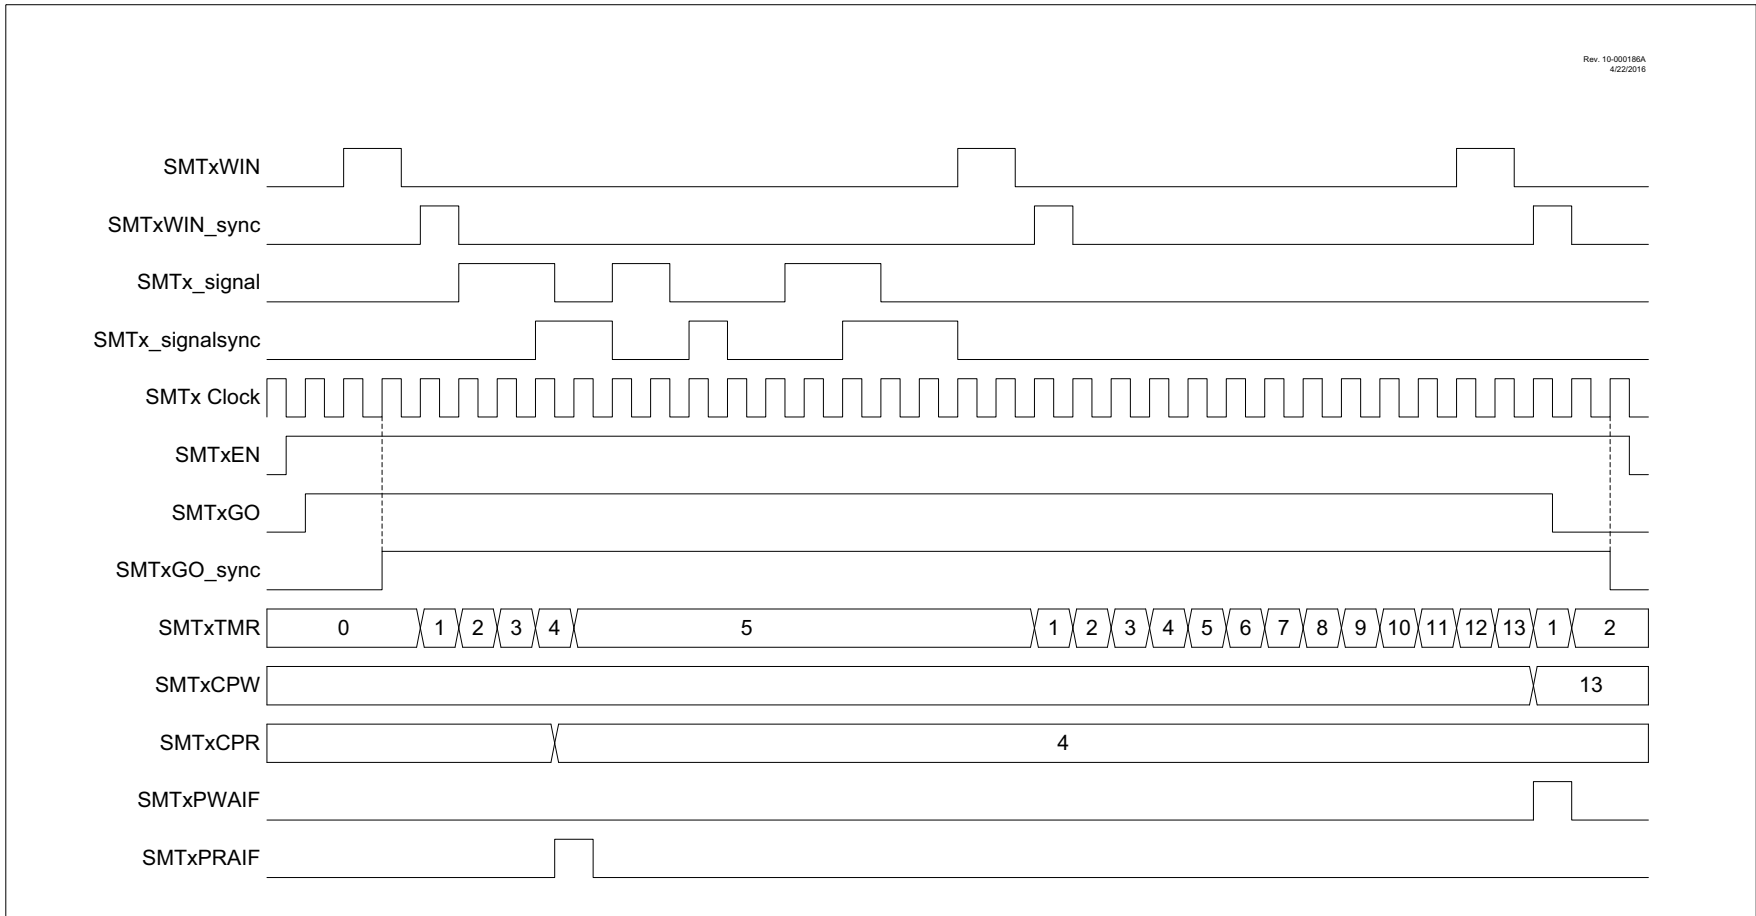 Rev. 10-000186A
4/22/2016
SMTxWIN
SMTxWIN_sync
SMTx_signal
SMTx_signalsync
SMTx Clock
SMTxEN
SMTxGO
SMTxGO_sync
SMTxTMR 0 1 2 3 4 5 1 2 3 4 5 6 7 8 9 10 11 12 13 1 2
SMTxCPW 13
SMTxCPR 4
SMTxPWAIF
SMTxPRAIF